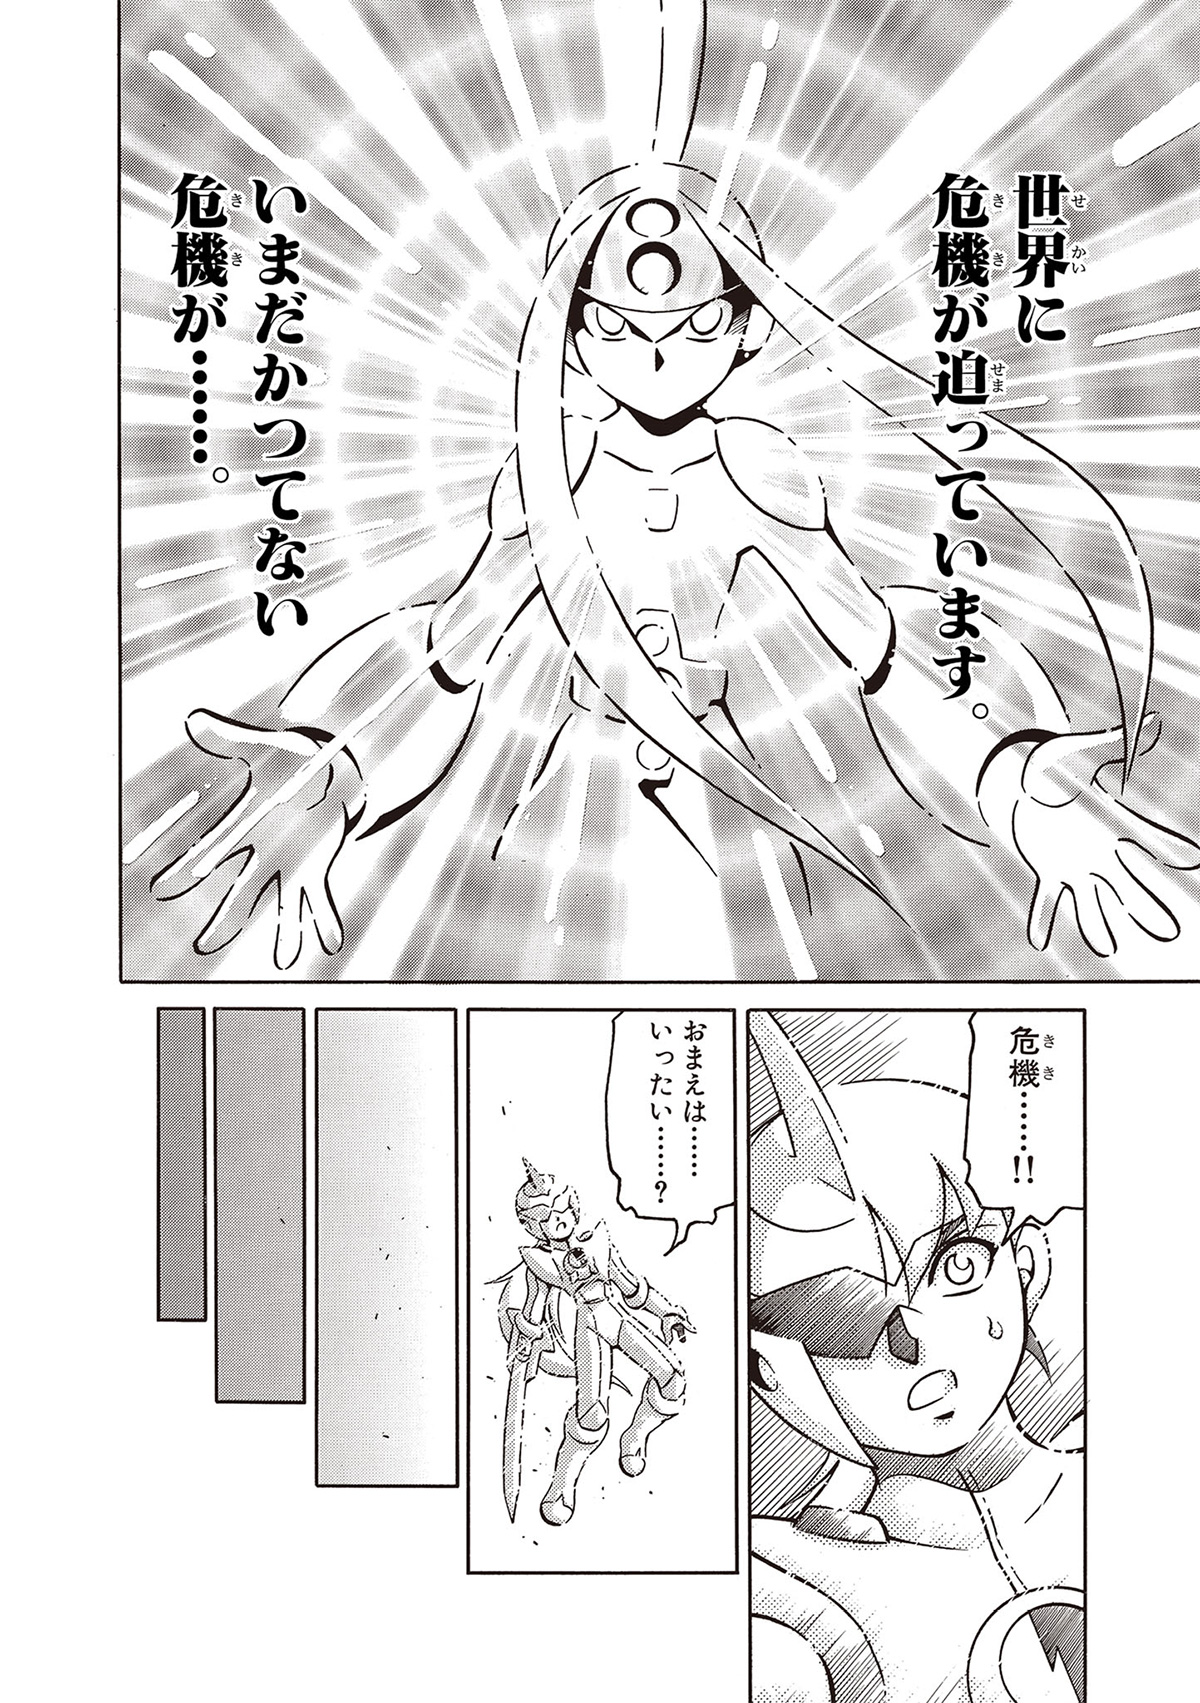 世界に
危機が迫っています。
いまだかつてない
危機が……。
危機……!!
おまえは……
いったい……?